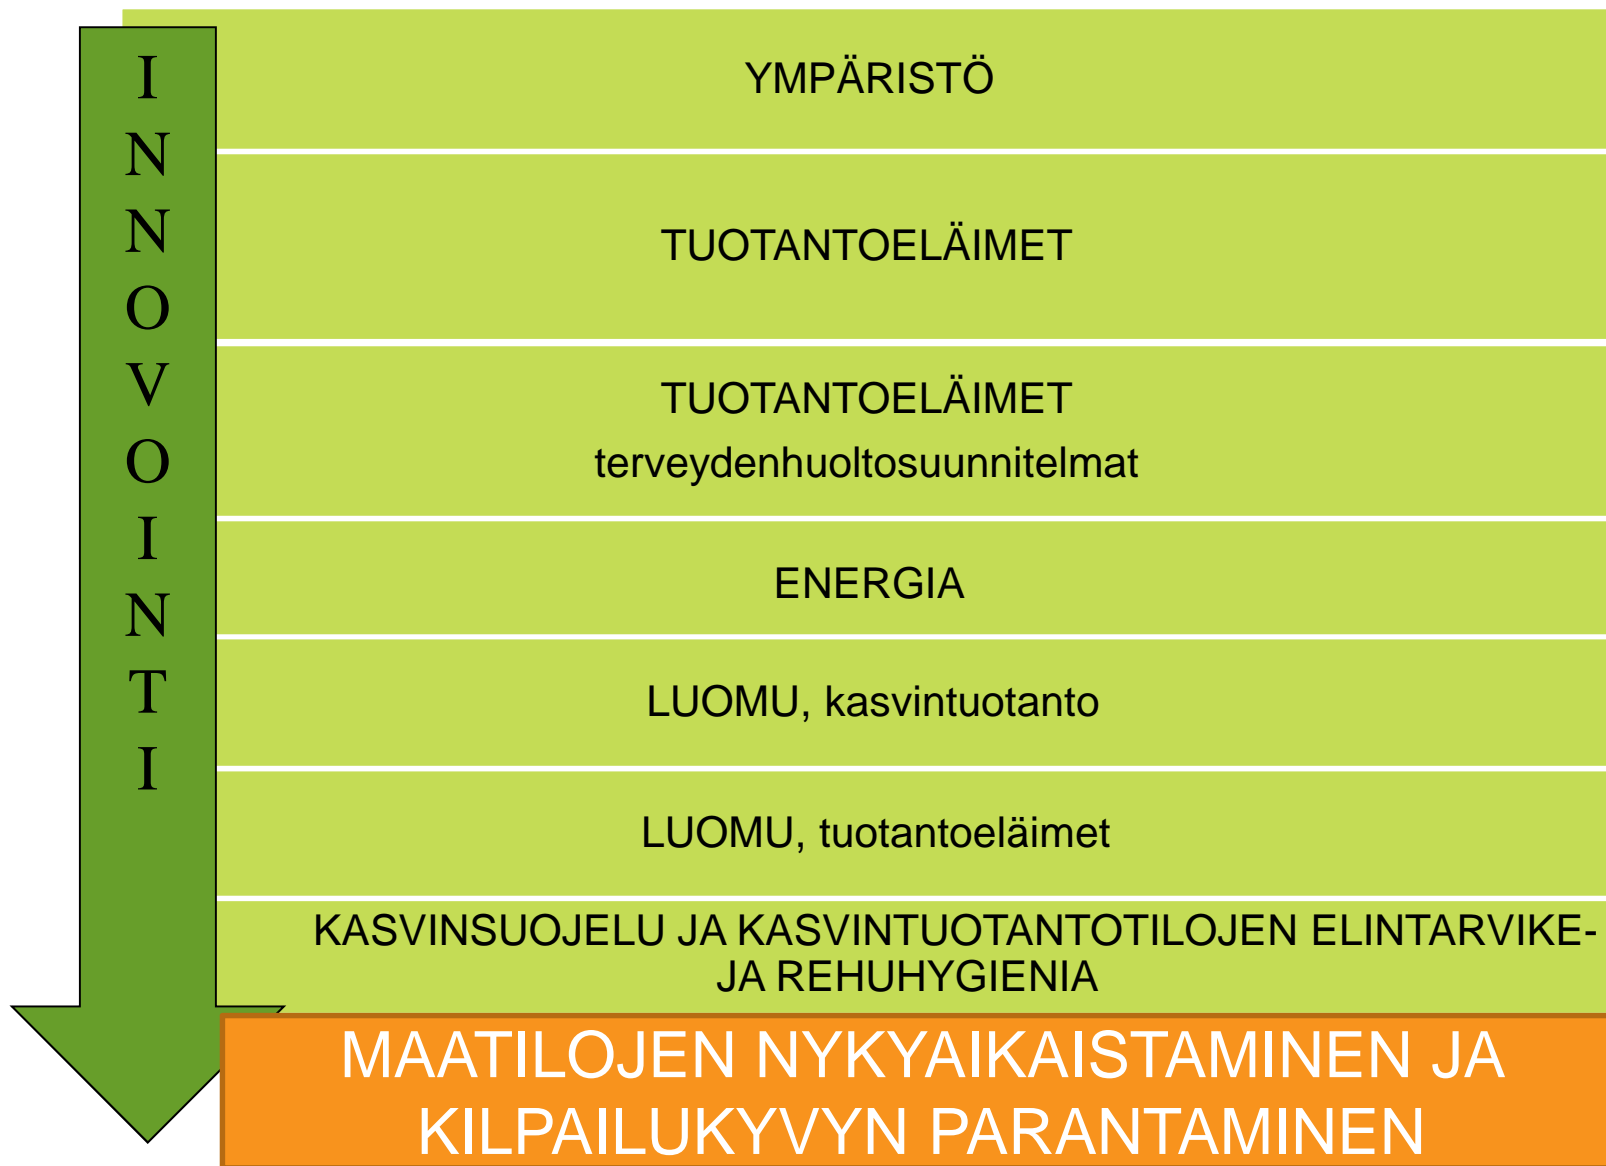 INNOVOINTI
YMPÄRISTÖ
TUOTANTOELÄIMET
TUOTANTOELÄIMET
terveydenhuoltosuunnitelmat
ENERGIA
LUOMU, kasvintuotanto
LUOMU, tuotantoeläimet
KASVINSUOJELU JA KASVINTUOTANTOTILOJEN ELINTARVIKE-
JA REHUHYGIENIA
MAATILOJEN NYKYAIKAISTAMINEN JA
KILPAILUKYVYN PARANTAMINEN